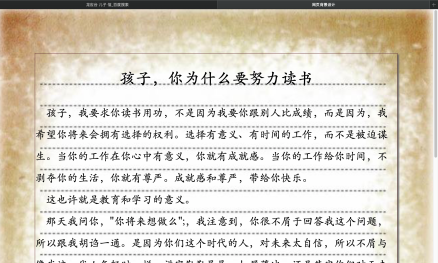 网页背景设计
孩子，你为什么要努力读书
孩子，我要求你读书用功，不是因为我要你跟别人比成绩，而是因为，我
希望你将来会拥有选择的权利。选择有意义、有时间的工作，而不是被迫谋
生。当你的工作在你心中有意义，你就有成就感。当你的工作给你时间，不
剥夺你的生活，你就有尊严。成就感和尊严，带给你快乐。
这也许就是教育和学习的意义。
那天我问你，"你将来想做么";，我注意到，你很不屑于回答我这个问题，
所以跟我胡诌一通。是因为你们这个时代的人，对未来太自信，所以不屑与